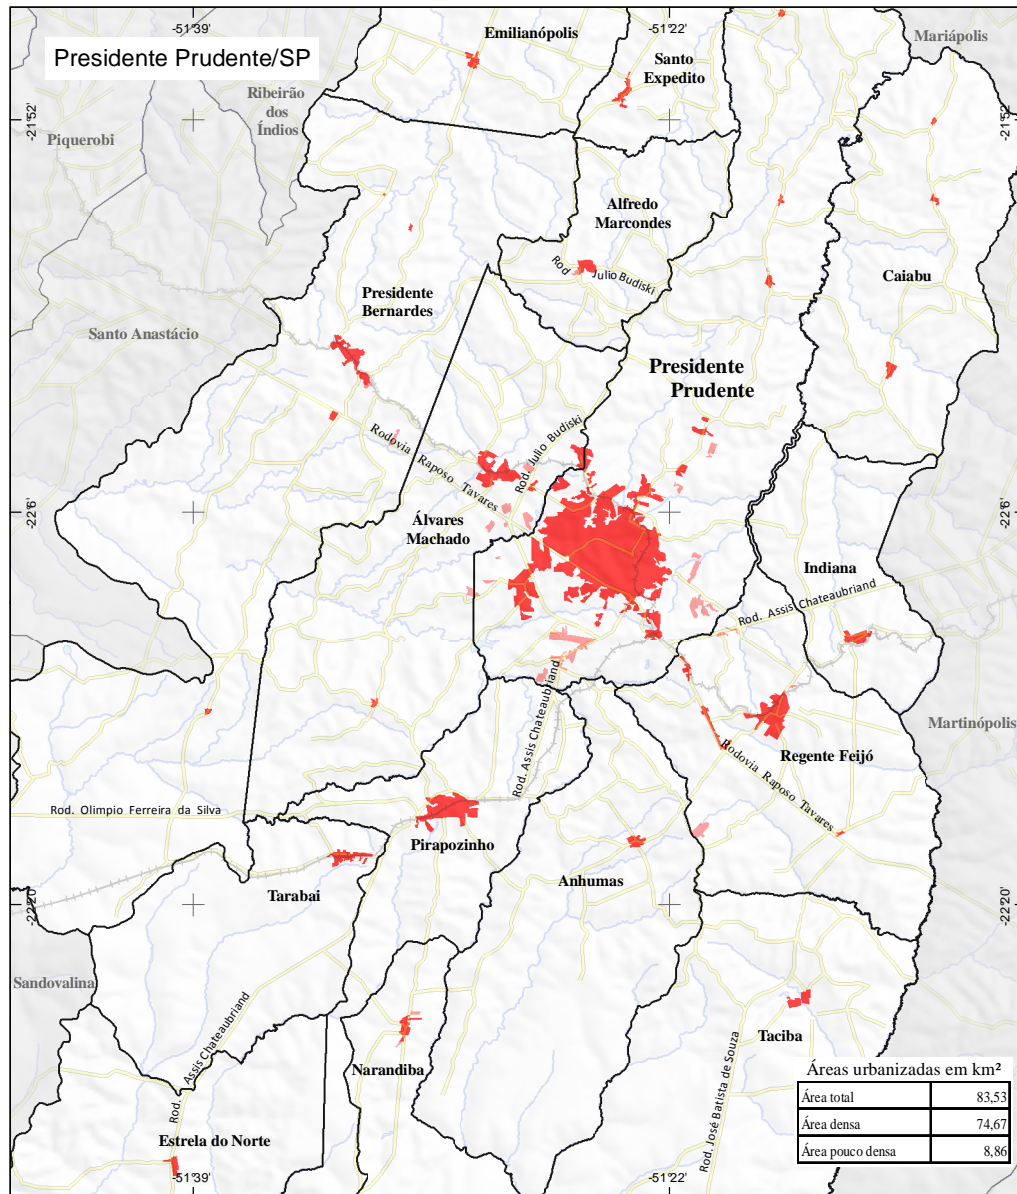 Presidente Prudente/SP
-51°39'
-51°22'
Emilianópolis
Santo
Expedito
Mariápolis
Ribeirão
dos
Índios
-21°52'
-21°52'
Piquerobi
Alfredo
Marcondes
Rod Julio Budiski
Caiabu
Presidente
Bernardes
Santo Anastácio
Presidente
Prudente
Rodovia Raposo Tavares
Rod. Julio Budiski
-22°6'
-22°6'
Álvares
Machado
Indiana
Rod. Assis Chateaubriand
Rod. Assis Chateaubriand
Martinópolis
Regente Feijó
Rodovia Raposo Tavares
Rod. Olimpio Ferreira da Silva
Pirapozinho
Anhumas
Tarabai
-22°20'
-22°20'
Sandovalina
Rod. Assis Chateaubriand
Taciba
Narandiba
Rod. José Batista de Souza
Estrela do Norte
-51°39'
-51°22'
Áreas urbanizadas em km²
Área total 83,53
Área densa 74,67
Área pouco densa 8,86